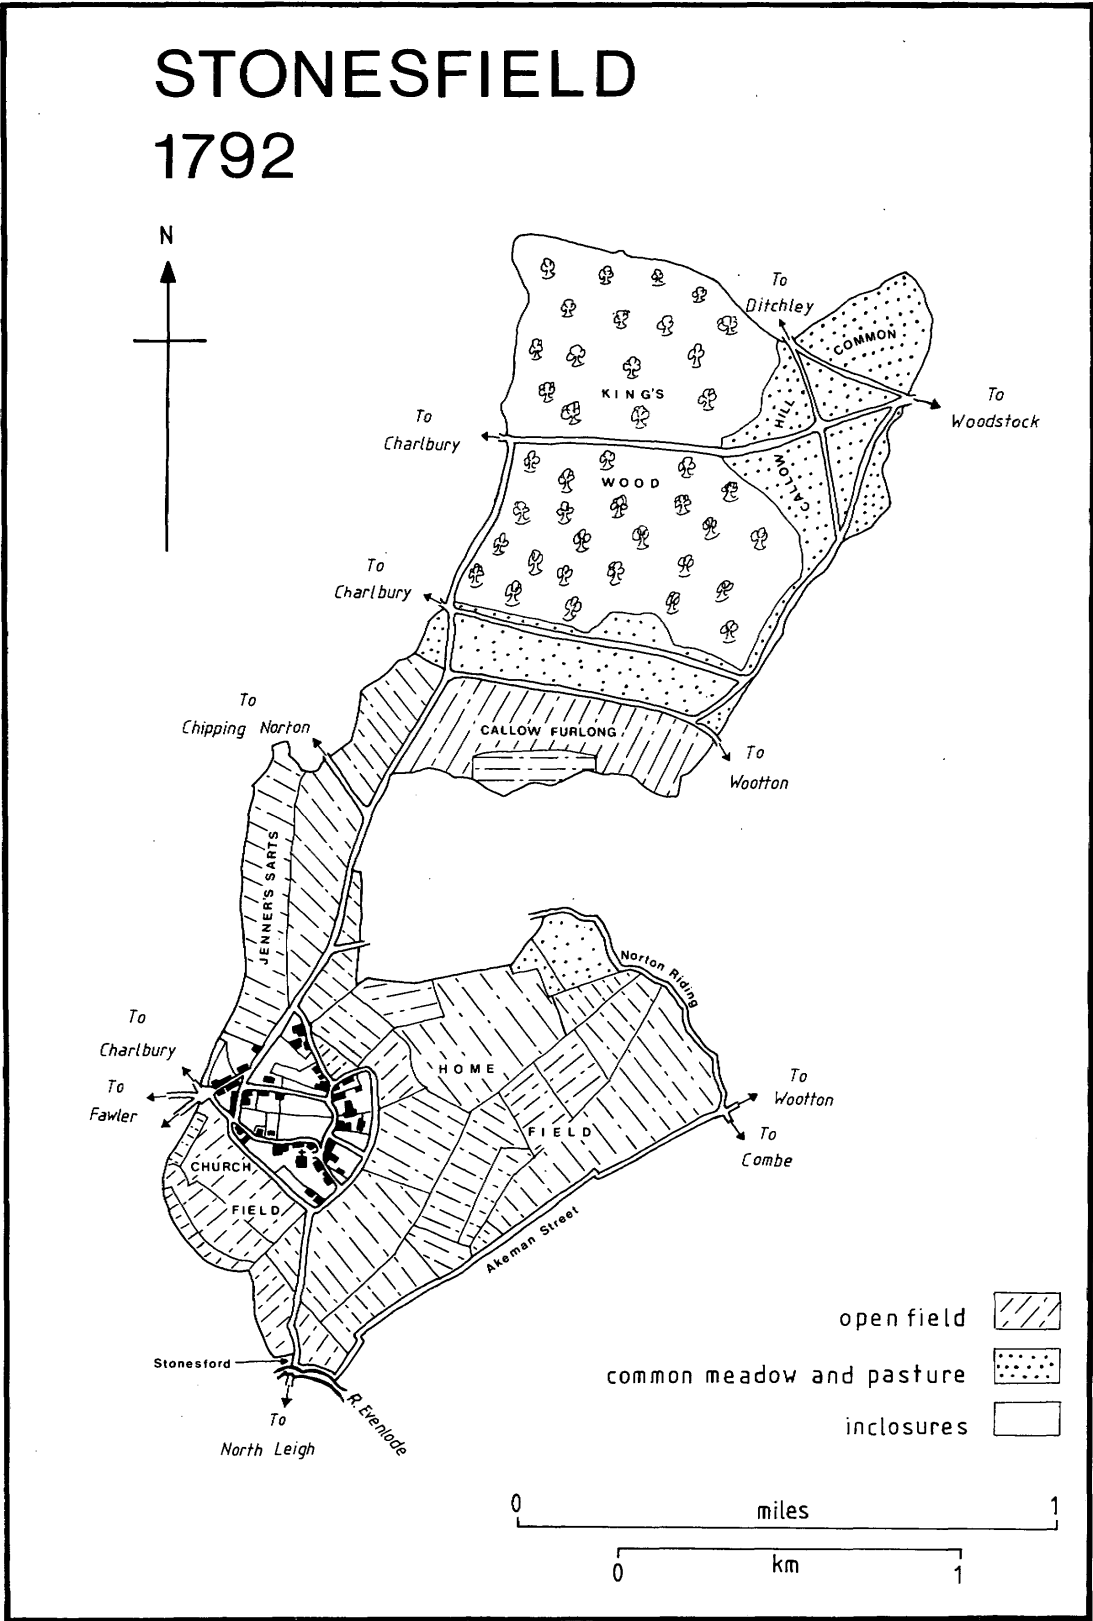 STONESFIELD
1792
N
To
Ditchley
COMMON
KING'S
HILL
To
Woodstock
To
Charlbury
CALLOW
WOOD
To
Charlbury
To
Chipping Norton
CALLOW FURLONG
To
Wootton
JENNER'S SARTS
Norton Riding
To
Charlbury
HOME
To
Fawler
To
Wootton
FIELD
To
Combe
CHURCH
FIELD
Akeman Street
open field
Stonesford
common meadow and pasture
R. Evenlode
To
North Leigh
inclosures
0 miles 1
0 km 1